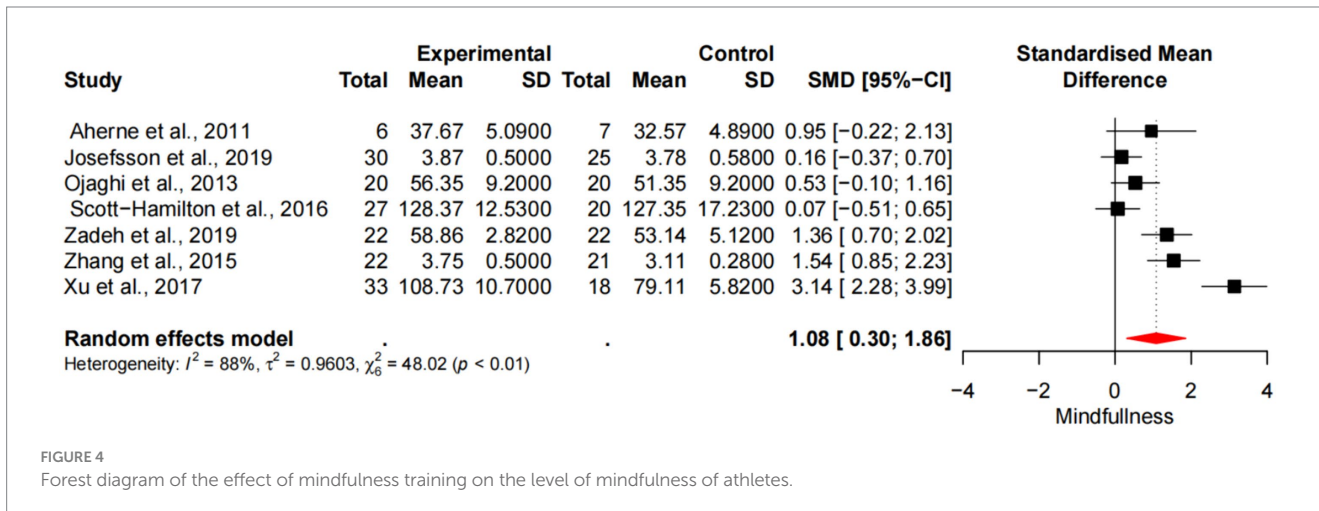 Experimental Control Standardised Mean
Study Total Mean SD Total Mean SD SMD [95%−CI] Difference
Aherne et al., 2011 6 37.67 5.0900 7 32.57 4.8900 0.95 [−0.22; 2.13]
Josefsson et al., 2019 30 3.87 0.5000 25 3.78 0.5800 0.16 [−0.37; 0.70]
Ojaghi et al., 2013 20 56.35 9.2000 20 51.35 9.2000 0.53 [−0.10; 1.16]
Scott−Hamilton et al., 2016 27 128.37 12.5300 20 127.35 17.2300 0.07 [−0.51; 0.65]
Zadeh et al., 2019 22 58.86 2.8200 22 53.14 5.1200 1.36 [ 0.70; 2.02]
Zhang et al., 2015 22 3.75 0.5000 21 3.11 0.2800 1.54 [ 0.85; 2.23]
Xu et al., 2017 33 108.73 10.7000 18 79.11 5.8200 3.14 [ 2.28; 3.99]
Random effects model . . 1.08 [ 0.30; 1.86]
Heterogeneity: I² = 88%, τ² = 0.9603, χ²₆ = 48.02 (p < 0.01)
−4 −2 0 2 4
Mindfullness
FIGURE 4
Forest diagram of the effect of mindfulness training on the level of mindfulness of athletes.